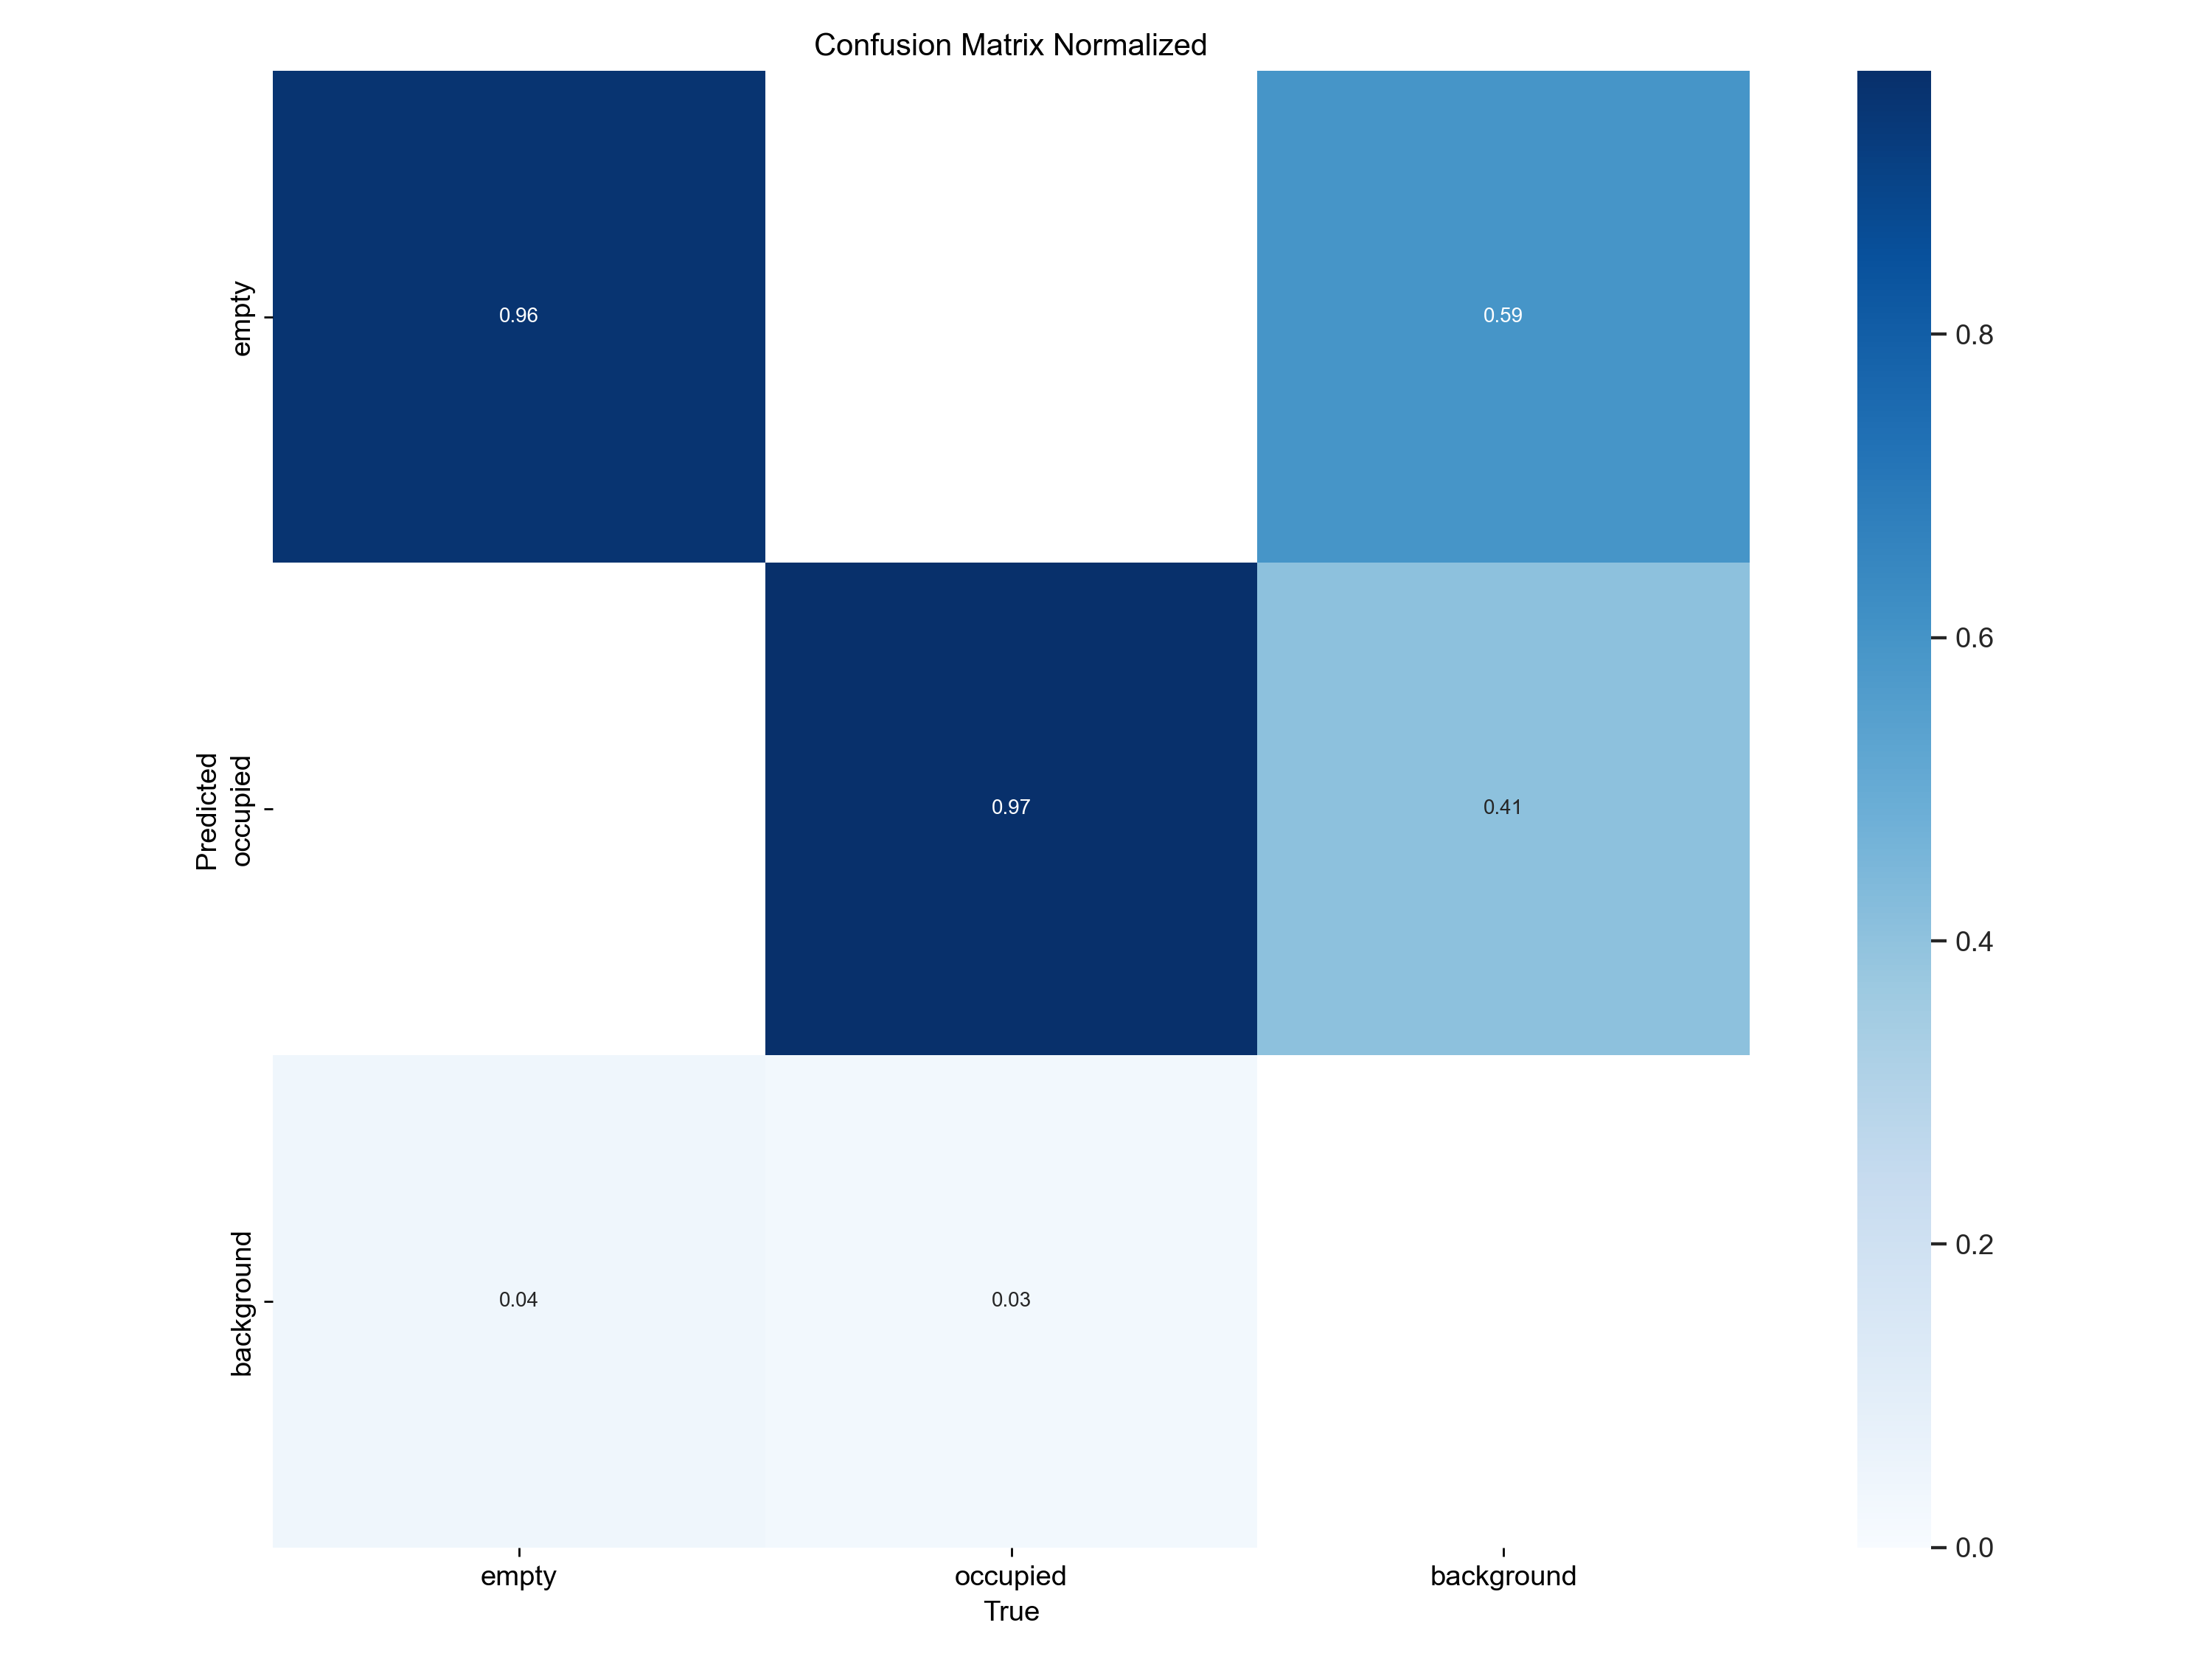 Confusion Matrix Normalized
empty
0.96
0.59
0.8
0.6
Predicted
occupied
0.97
0.41
0.4
background
0.04
0.03
0.2
0.0
empty
occupied
background
True